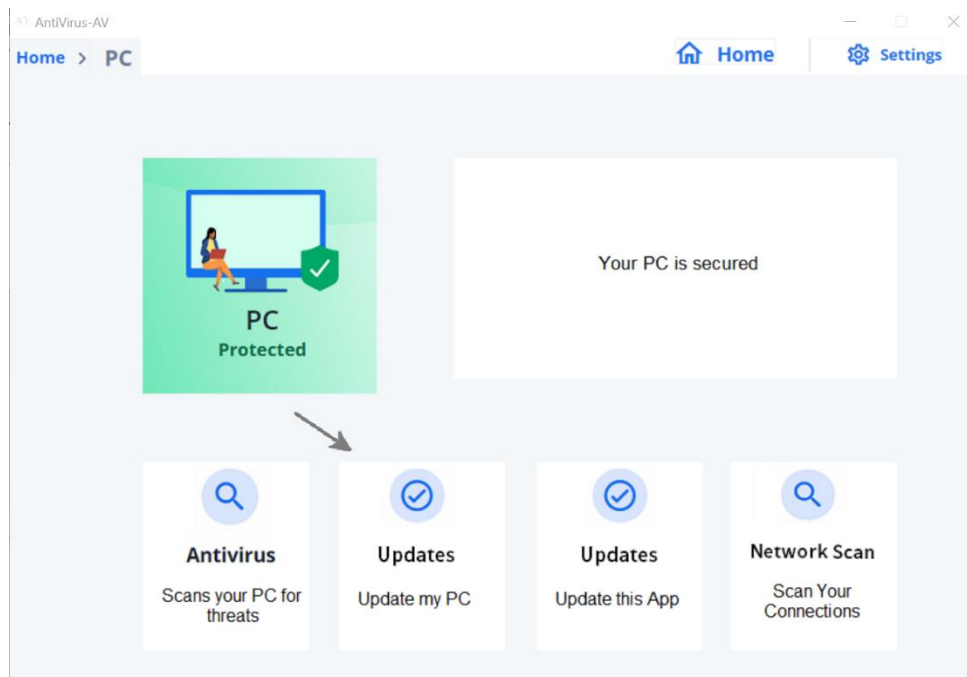 AntiVirus-AV
Home > PC
Home
Settings
PC
Protected
Your PC is secured
Antivirus
Scans your PC for
threats
Updates
Update my PC
Updates
Update this App
Network Scan
Scan Your
Connections